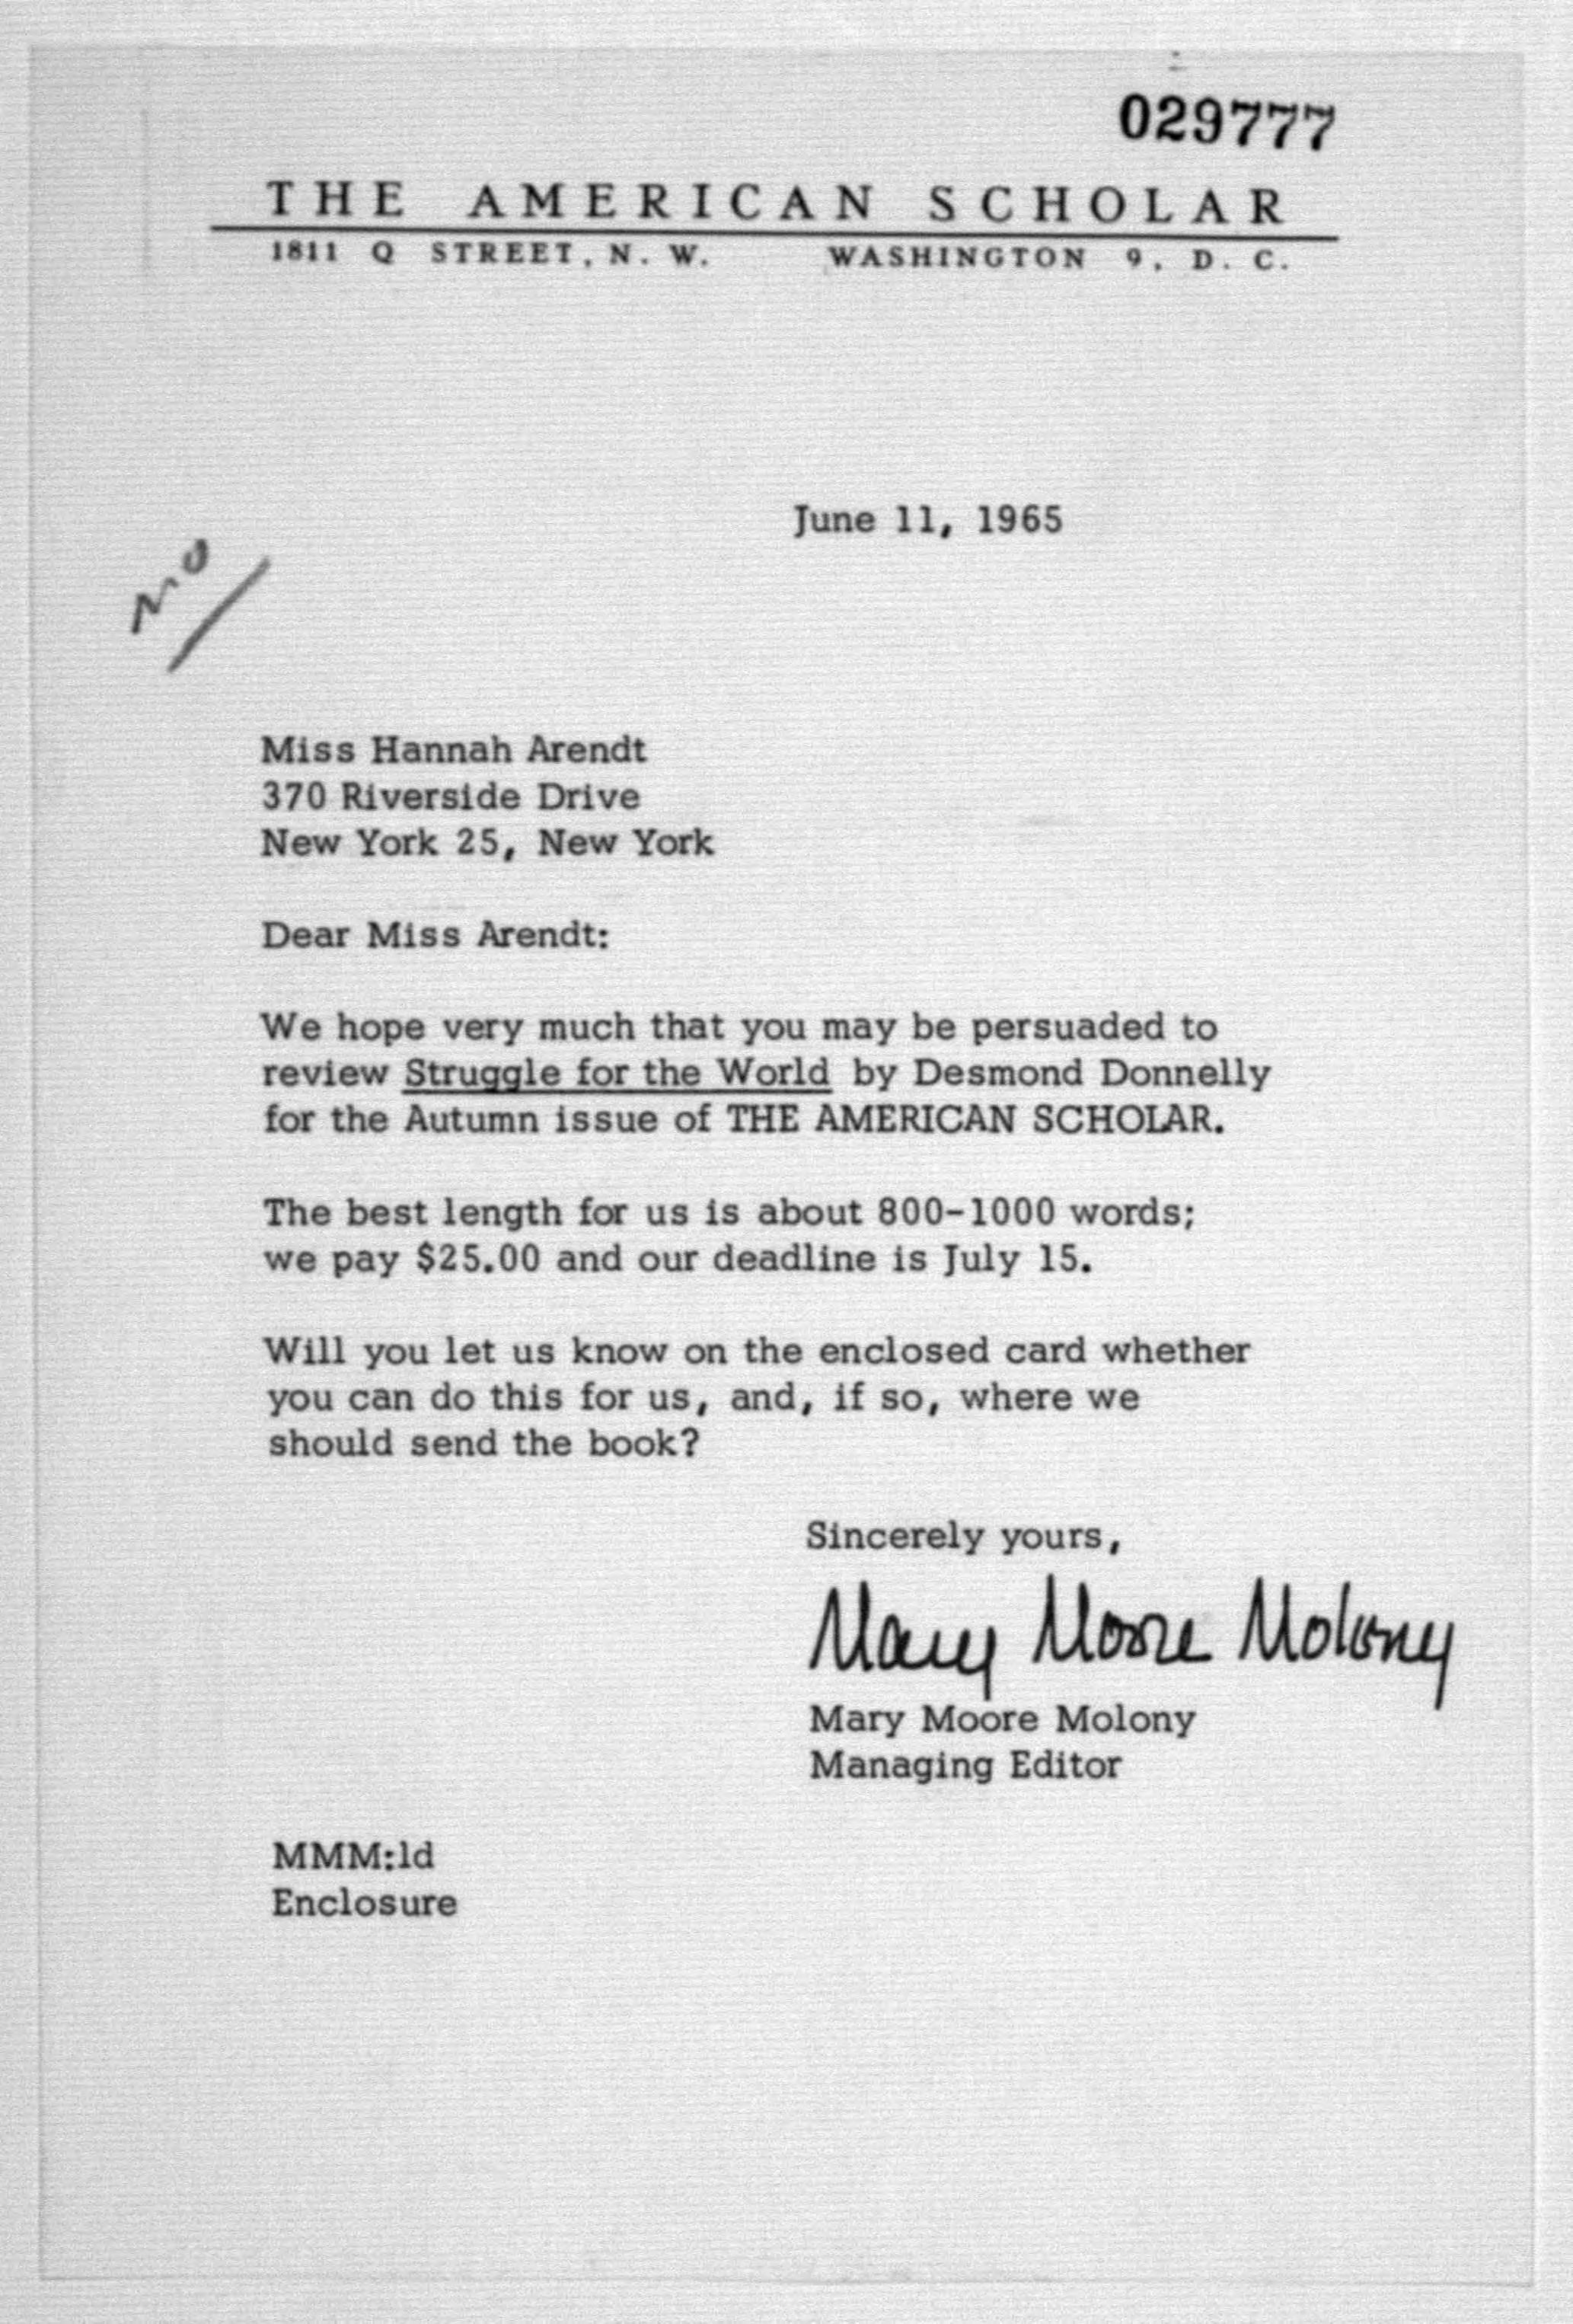 029777
THE AMERICAN SCHOLAR
1811 Q STREET, N. W. WASHINGTON 9, D. C.
June 11, 1965
no
Miss Hannah Arendt
370 Riverside Drive
New York 25, New York
Dear Miss Arendt:
We hope very much that you may be persuaded to
review Struggle for the World by Desmond Donnelly
for the Autumn issue of THE AMERICAN SCHOLAR.
The best length for us is about 800-1000 words;
we pay $25.00 and our deadline is July 15.
Will you let us know on the enclosed card whether
you can do this for us, and, if so, where we
should send the book?
Sincerely yours,
Mary Moore Molony
Mary Moore Molony
Managing Editor
MMM:ld
Enclosure